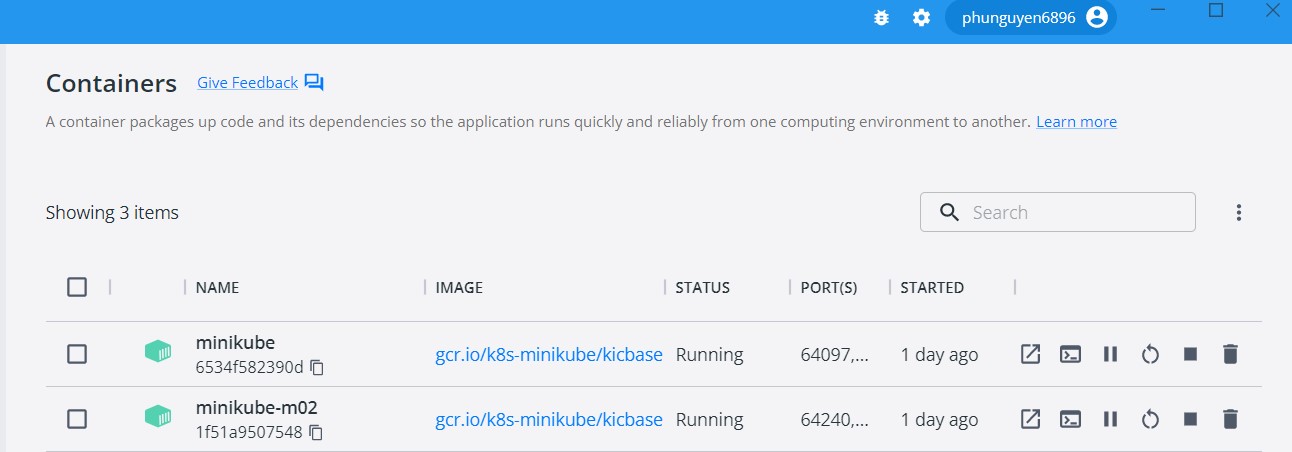 phunguyen6896
Containers Give Feedback
A container packages up code and its dependencies so the application runs quickly and reliably from one computing environment to another. Learn more
Showing 3 items Search
NAME IMAGE STATUS PORT(S) STARTED
minikube
6534f582390d
gcr.io/k8s-minikube/kicbase Running 64097,... 1 day ago
minikube-m02
1f51a9507548
gcr.io/k8s-minikube/kicbase Running 64240,... 1 day ago